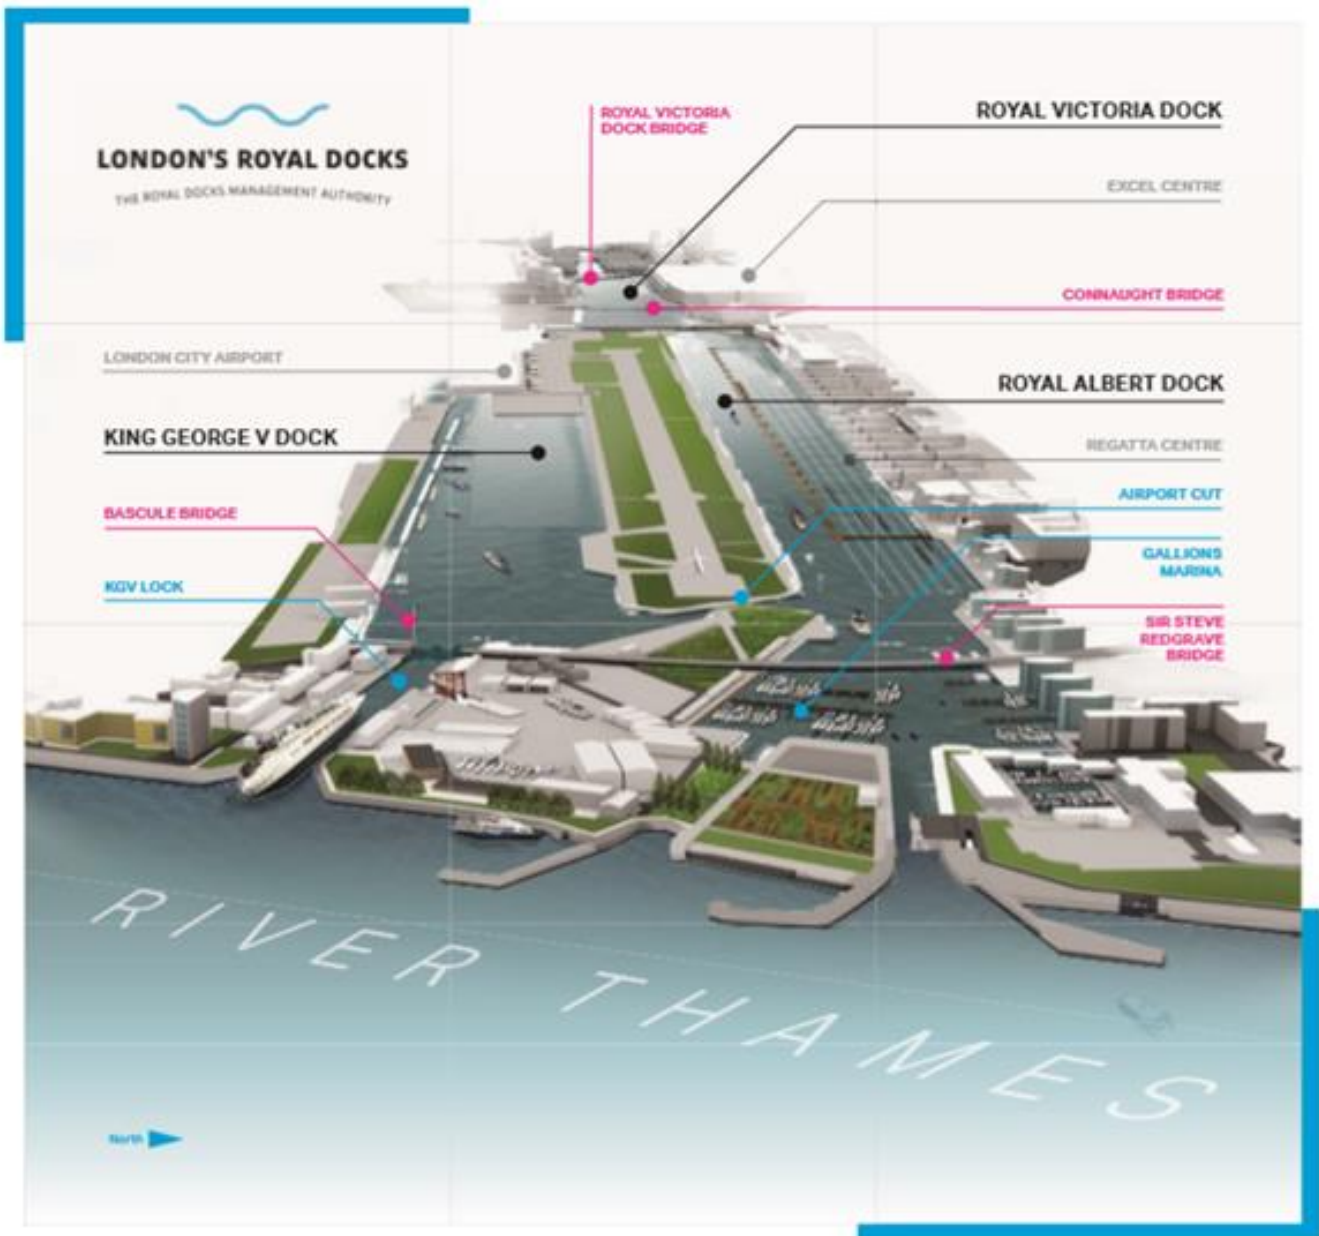 LONDON'S ROYAL DOCKS
THE ROYAL DOCKS MANAGEMENT AUTHORITY
ROYAL VICTORIA
DOCK BRIDGE
ROYAL VICTORIA DOCK
EXCEL CENTRE
CONNAUGHT BRIDGE
LONDON CITY AIRPORT
ROYAL ALBERT DOCK
KING GEORGE V DOCK
REGATTA CENTRE
AIRPORT CUT
BASCULE BRIDGE
GALLIONS
MARINA
KGV LOCK
SIR STEVE
REDGRAVE
BRIDGE
RIVER THAMES
North